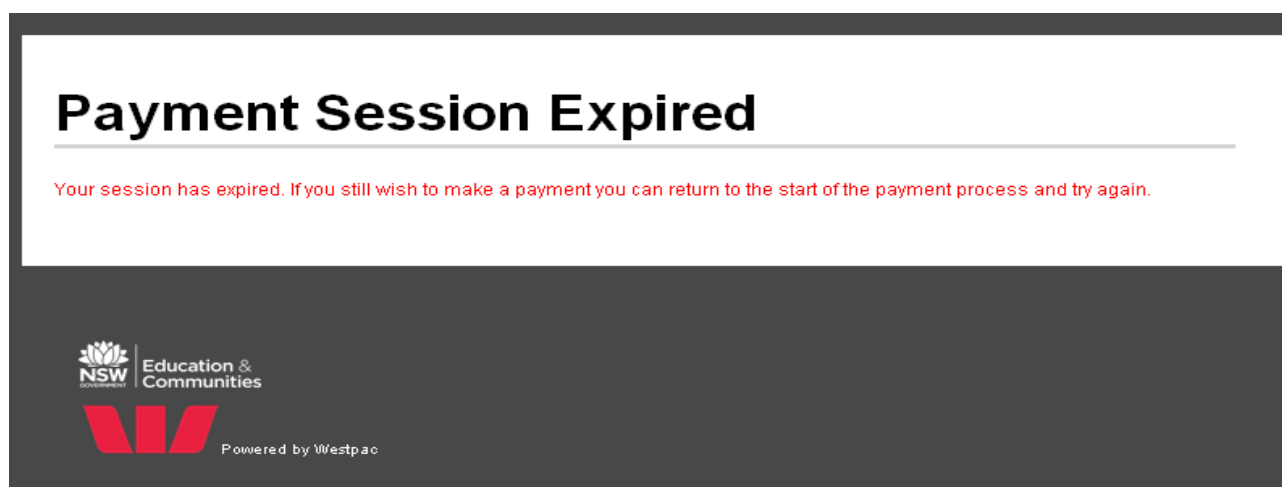 Payment Session Expired
Your session has expired. If you still wish to make a payment you can return to the start of the payment process and try again.
NSW
GOVERNMENT
Education &
Communities
Powered by Westpac